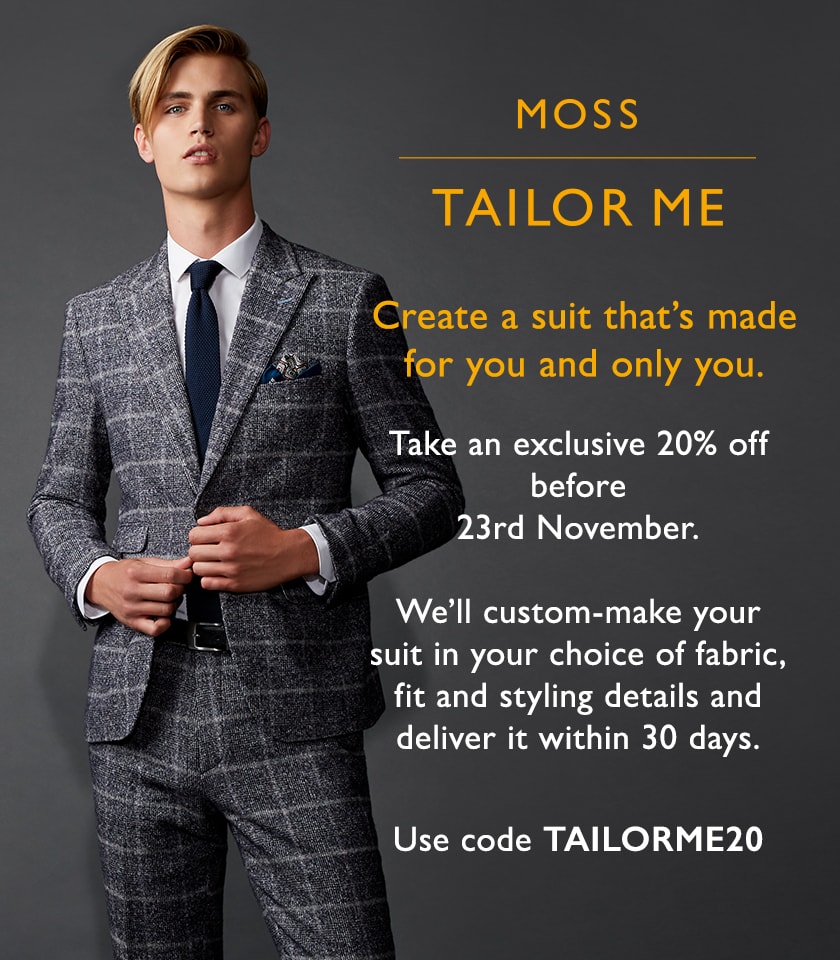 MOSS
TAILOR ME
Create a suit that’s made
for you and only you.
Take an exclusive 20% off
before
23rd November.
We’ll custom-make your
suit in your choice of fabric,
fit and styling details and
deliver it within 30 days.
Use code TAILORME20